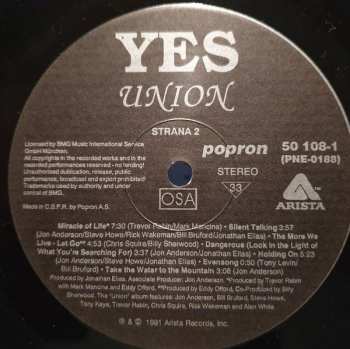 YES
UNION
STRANA 2
Licensed by BMG Music International Service
GmbH München.
All copyrights in the recorded works and in the
recorded performances reserved - no lending!
Unauthorised publication, release, public
performance, broadcast and export prohibited!
Trademarks used by authority and under
control of BMG.
Made in C.S.F.R. by Popron A.S.
popron
STEREO
33
OSA
50 108-1
(PNE-0188)
ARISTA
Miracle of Life* 7:30 (Trevor Rabin/Mark Mancina) • Silent Talking 3:57
(Jon Anderson/Steve Howe/Rick Wakeman/Bill Bruford/Jonathan Elias) • The More We
Live - Let Go** 4:53 (Chris Squire/Billy Sherwood) • Dangerous (Look in the Light of
What You're Searching For) 3:37 (Jon Anderson/Jonathan Elias) • Holding On 5:23
(Jon Anderson/Steve Howe/Jonathan Elias) • Evensong 0:50 (Tony Levin/
Bill Bruford) • Take the Watar to the Mountain 3:08 (Jon Anderson)
Produced by Jonathan Elias. Associate Producer: Jon Anderson. *Produced by Trevor Rabin
with Mark Mancina and Eddy Offord. **Produced by Eddy Offord. Co-Produced by Billy
Sherwood. The "Union" album features: Jon Anderson, Bill Bruford, Steve Howe,
Tony Kaye, Trevor Rabin, Chris Squire, Rick Wakeman and Alan White
℗ & © 1991 Arista Records, Inc.